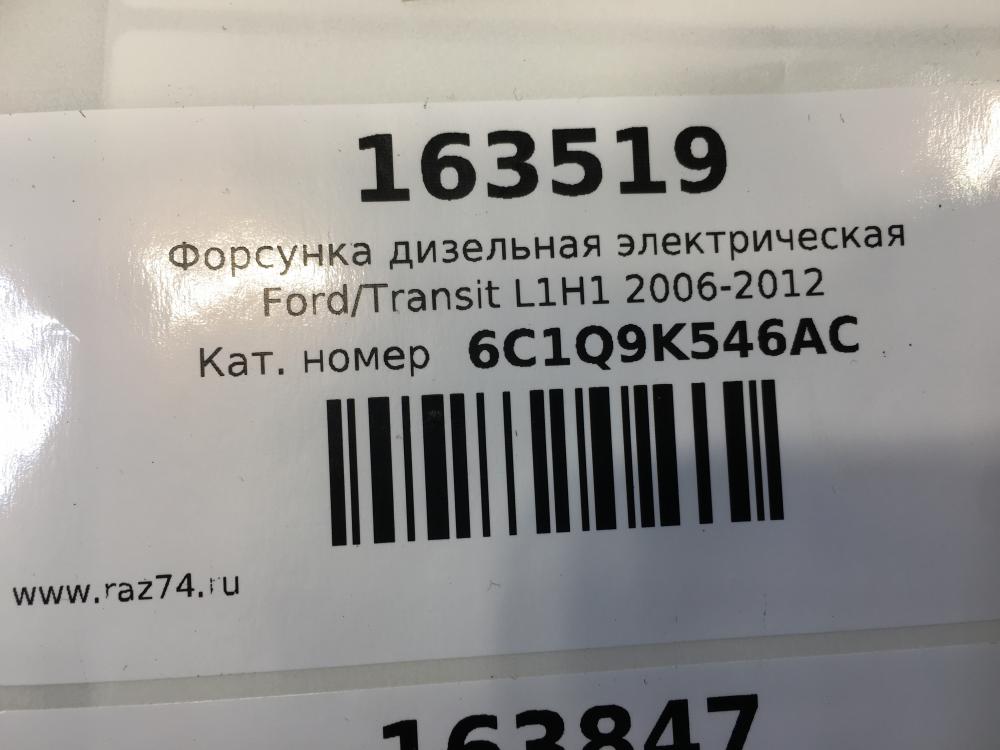 163519
Форсунка дизельная электрическая
Ford/Transit L1H1 2006-2012
Кат. номер 6C1Q9K546AC
www.raz74.ru
163847